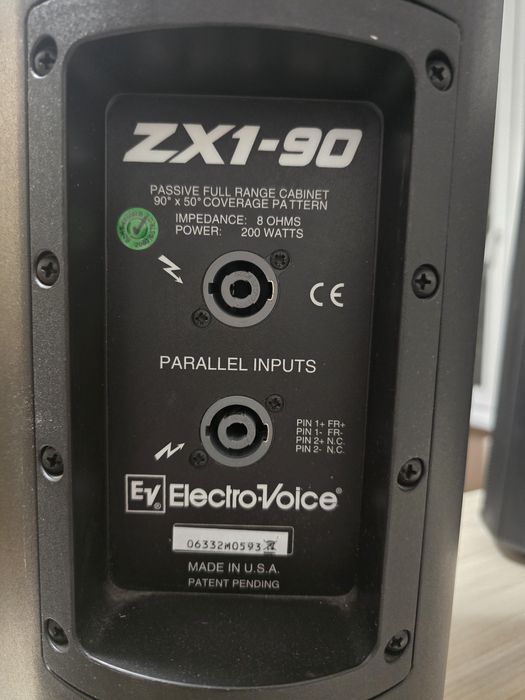 ZX1-90
PASSIVE FULL RANGE CABINET
90° x 50° COVERAGE PATTERN
IMPEDANCE: 8 OHMS
POWER: 200 WATTS
CE
PARALLEL INPUTS
PIN 1+ FR+
PIN 1- FR-
PIN 2+ N.C.
PIN 2- N.C.
EV® Electro-Voice®
06332M0593
MADE IN U.S.A.
PATENT PENDING